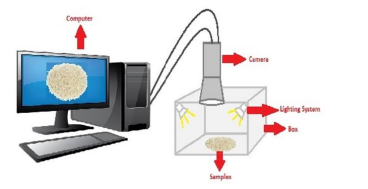 Computer
Camera
Lighting System
Box
Samples